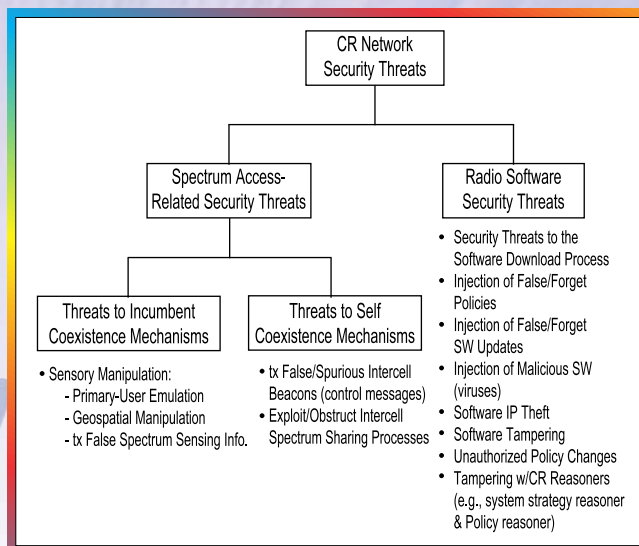 CR Network
Security Threats
Spectrum Access-
Related Security Threats
Radio Software
Security Threats
• Security Threats to the
Software Download Process
• Injection of False/Forget
Policies
• Injection of False/Forget
SW Updates
• Injection of Malicious SW
(viruses)
• Software IP Theft
• Software Tampering
• Unauthorized Policy Changes
• Tampering w/CR Reasoners
(e.g., system strategy reasoner
& Policy reasoner)
Threats to Incumbent
Coexistence Mechanisms
• Sensory Manipulation:
- Primary-User Emulation
- Geospatial Manipulation
- tx False Spectrum Sensing Info.
Threats to Self
Coexistence Mechanisms
• tx False/Spurious Intercell
Beacons (control messages)
• Exploit/Obstruct Intercell
Spectrum Sharing Processes